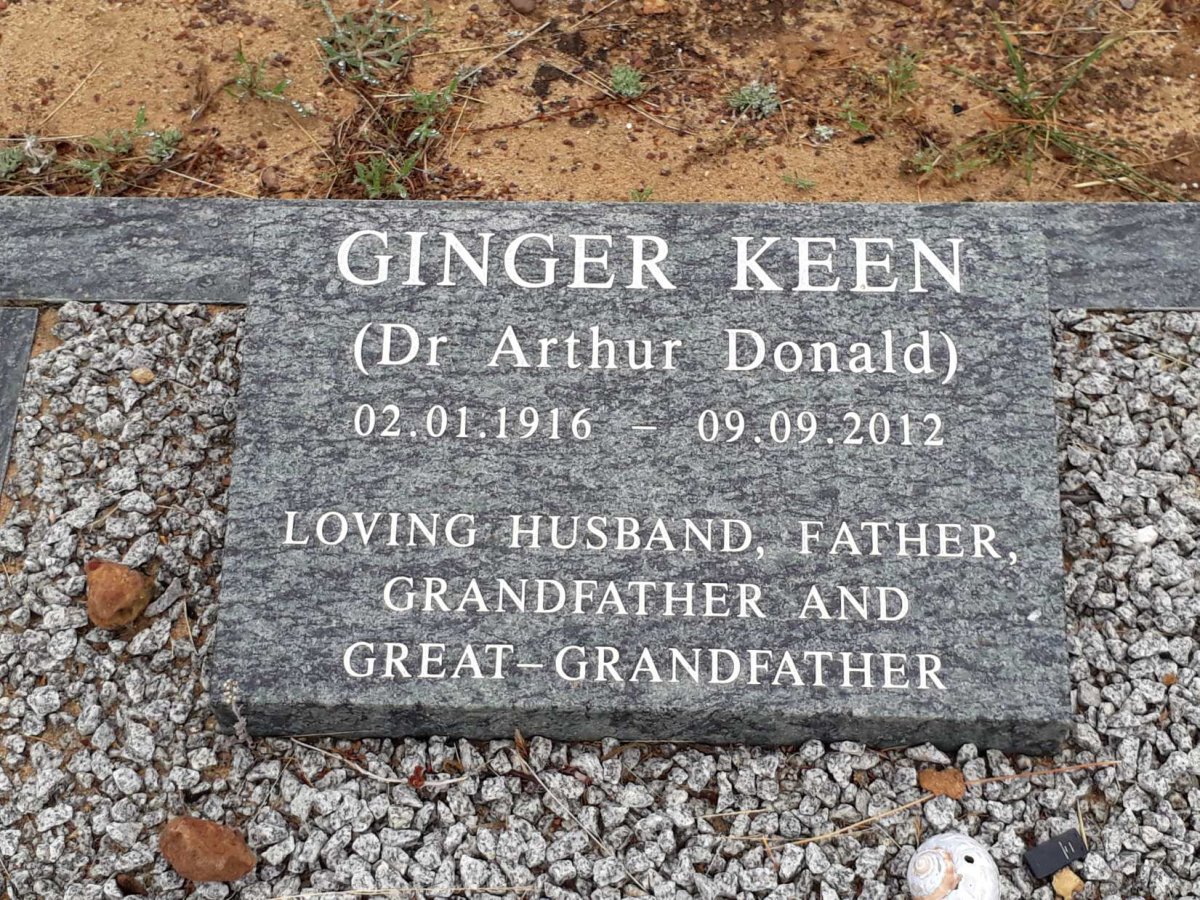 GINGER KEEN
(Dr Arthur Donald)
02.01.1916 – 09.09.2012
LOVING HUSBAND, FATHER,
GRANDFATHER AND
GREAT–GRANDFATHER